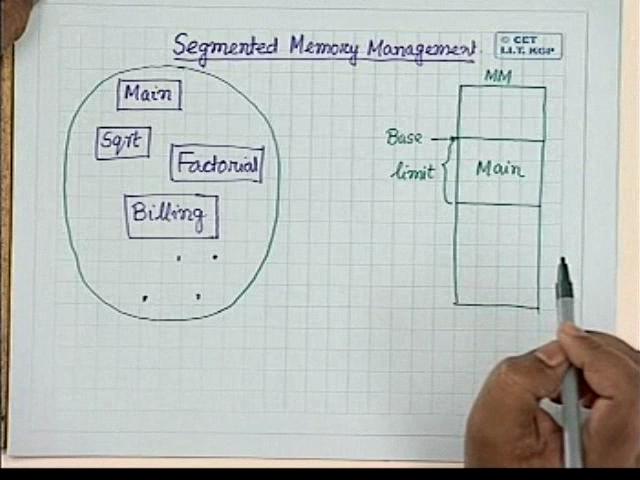 Segmented Memory Management
© CET
I.I.T. KGP
Main
Sqrt
Factorial
Billing
MM
Base
limit
Main